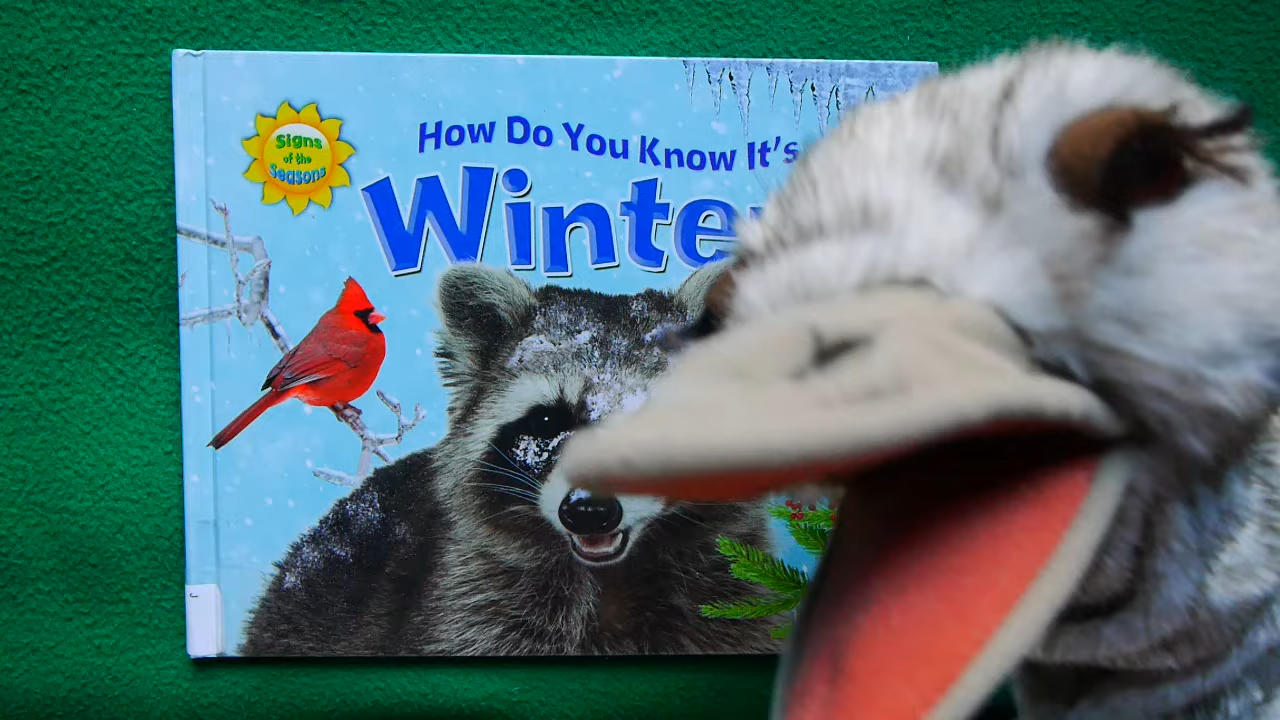 Signs
of the
Seasons
How Do You Know It's
Winte